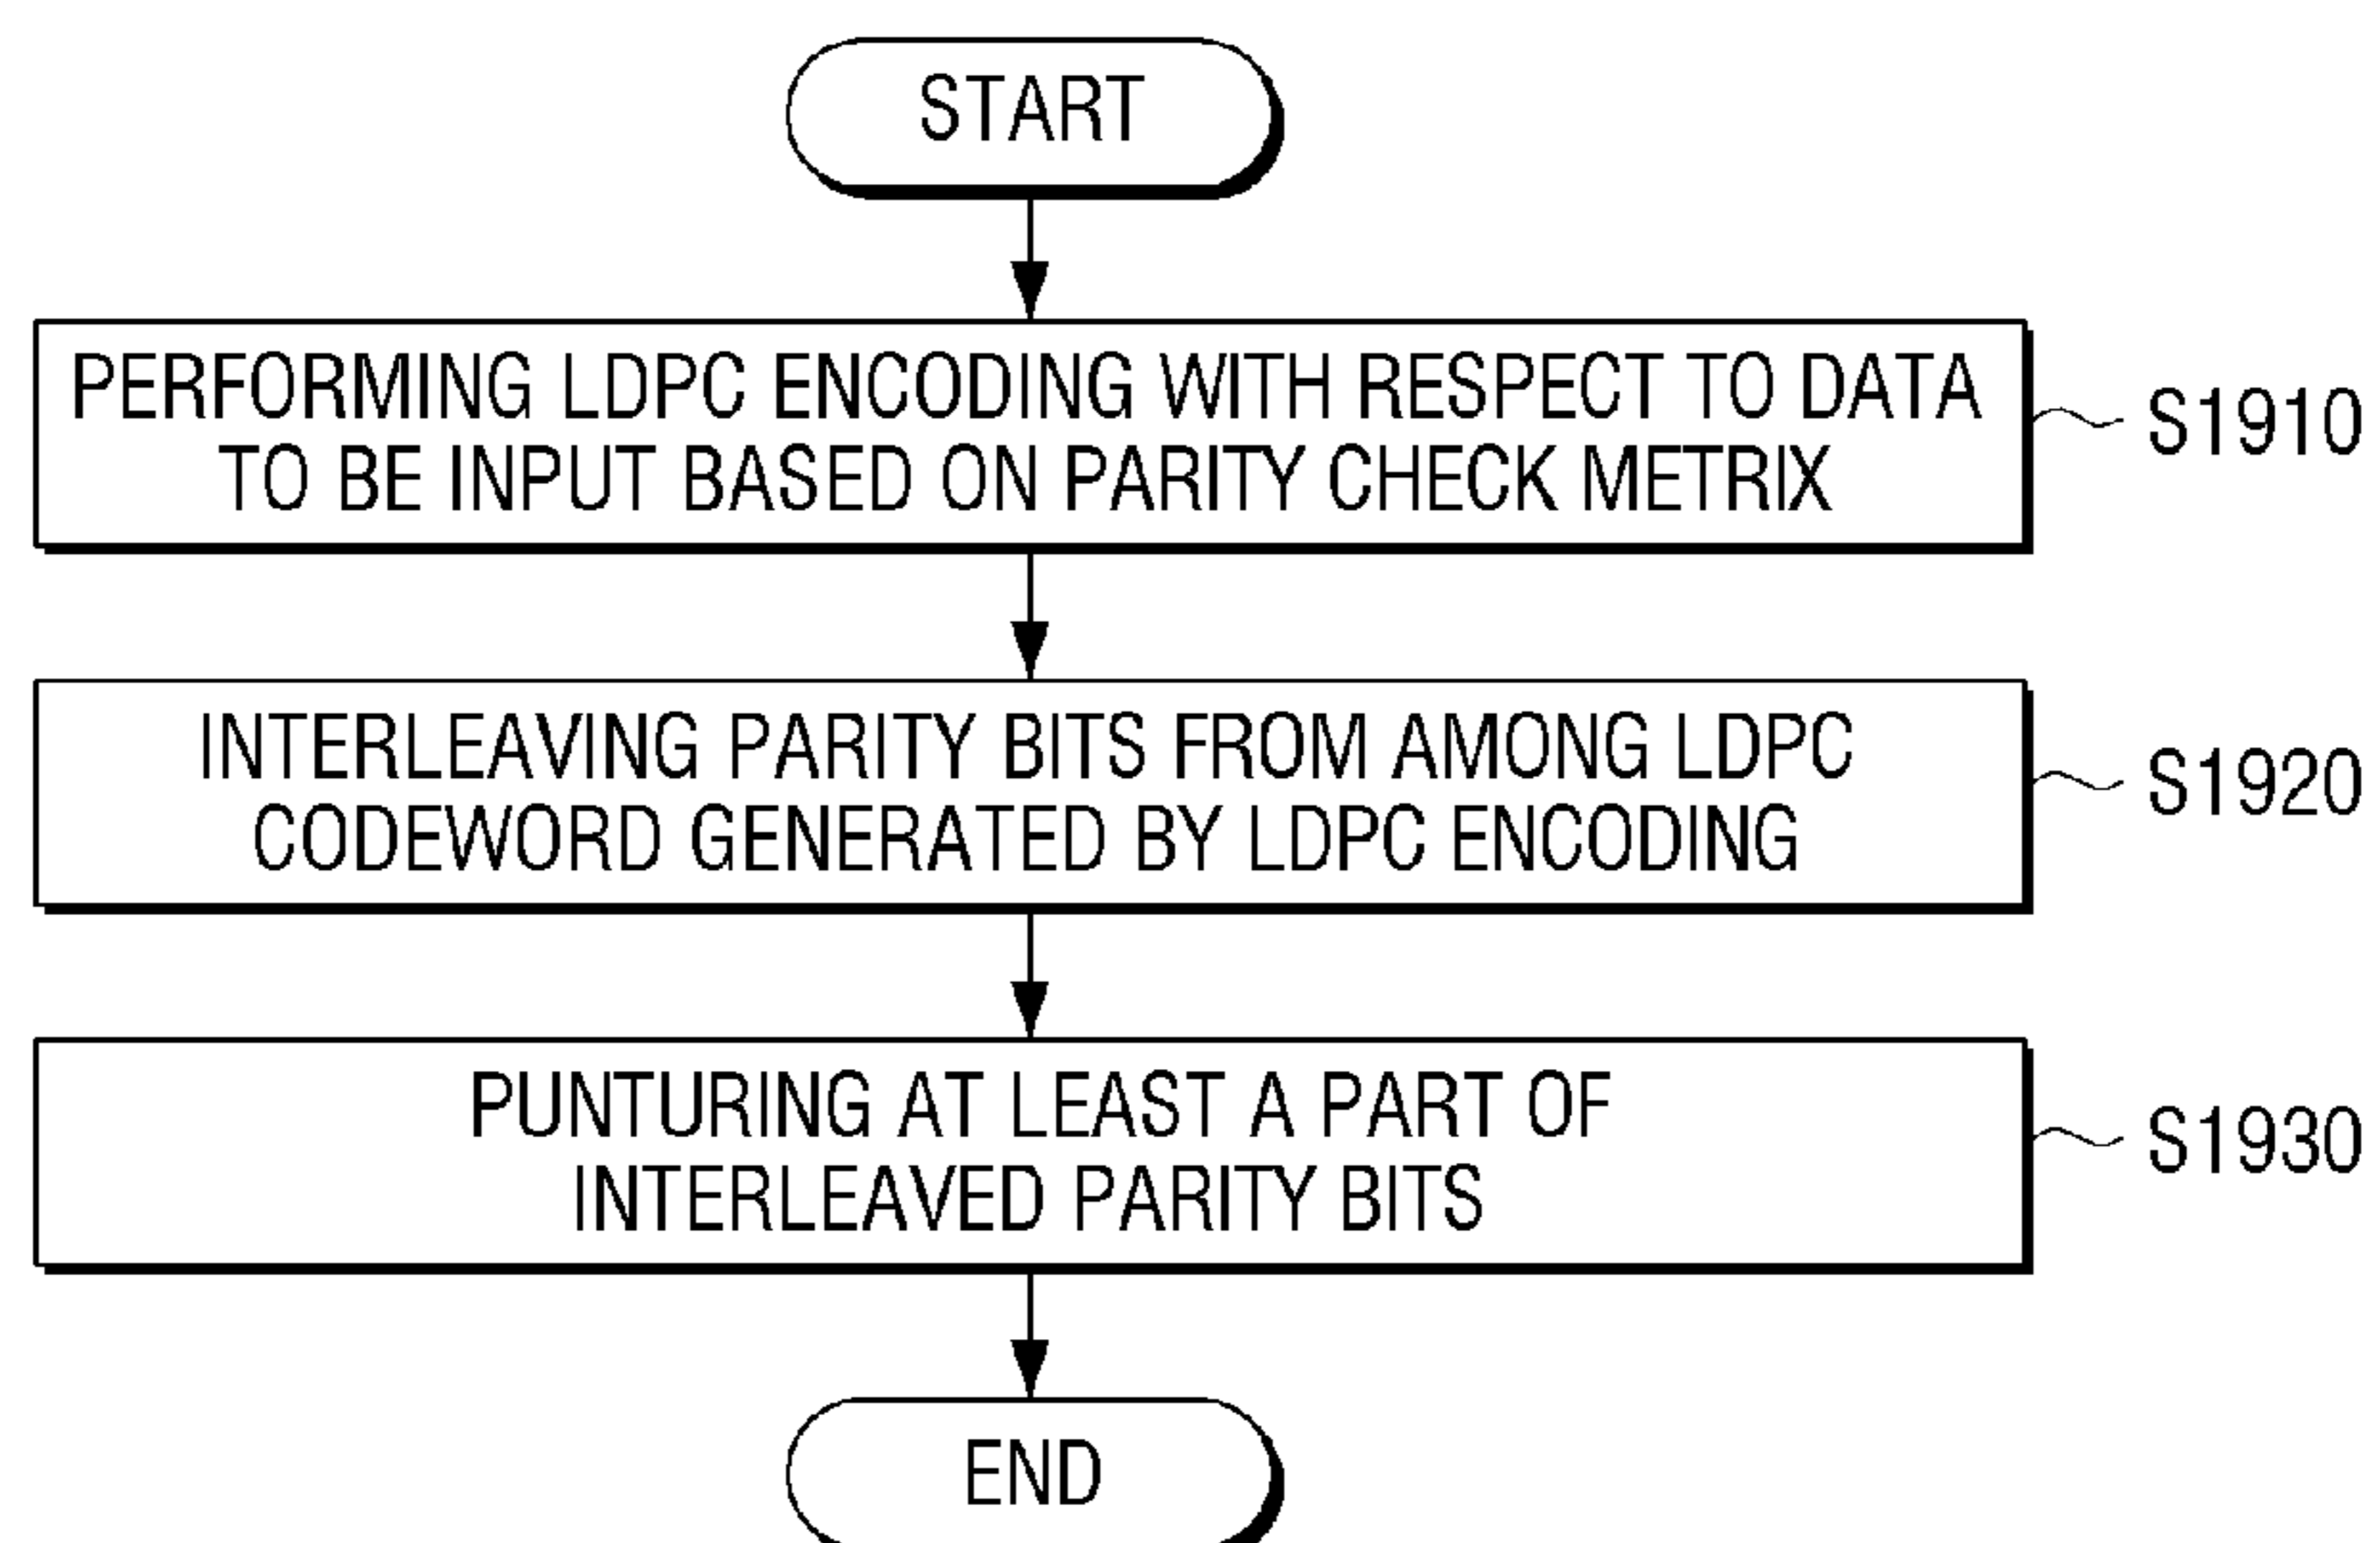 START
PERFORMING LDPC ENCODING WITH RESPECT TO DATA
TO BE INPUT BASED ON PARITY CHECK METRIX
S1910
INTERLEAVING PARITY BITS FROM AMONG LDPC
CODEWORD GENERATED BY LDPC ENCODING
S1920
PUNTURING AT LEAST A PART OF
INTERLEAVED PARITY BITS
S1930
END